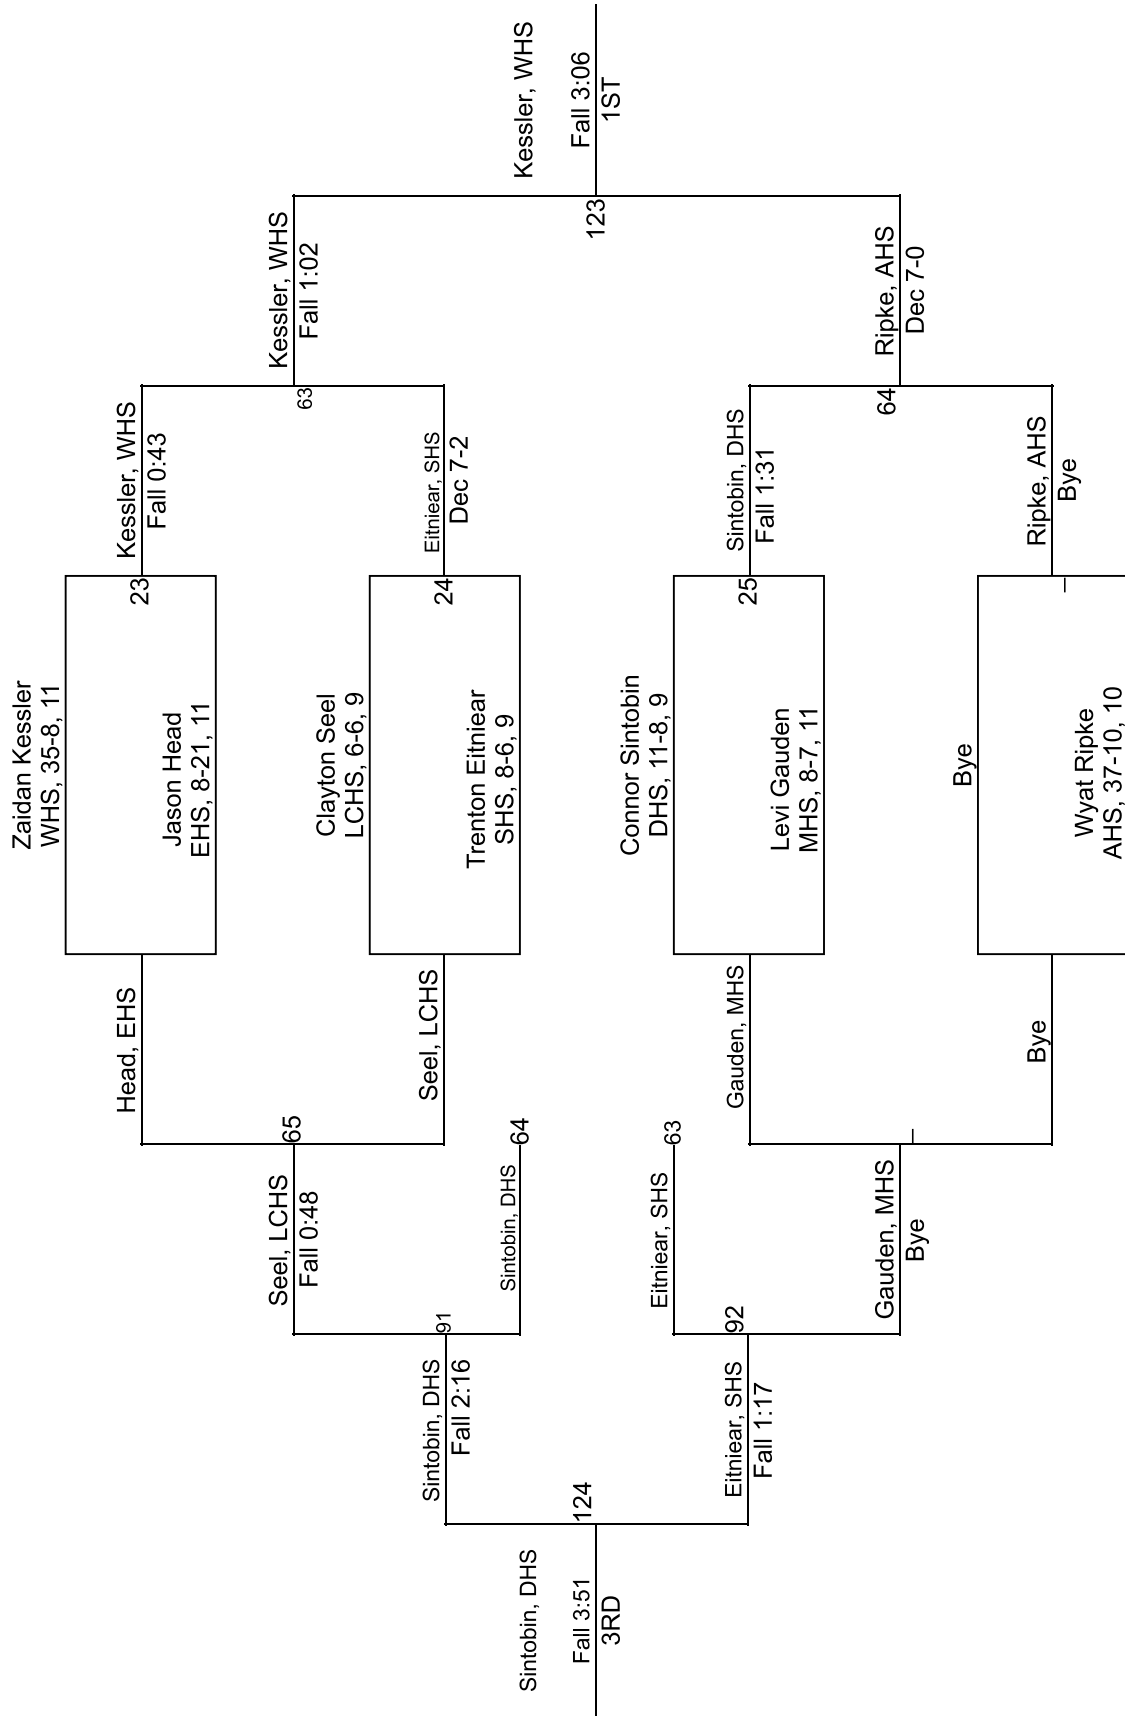 Zaidan Kessler
WHS, 35-8, 11
Jason Head
EHS, 8-21, 11
23
Clayton Seel
LCHS, 6-6, 9
Trenton Eitniear
SHS, 8-6, 9
24
Connor Sintobin
DHS, 11-8, 9
Levi Gauden
MHS, 8-7, 11
25
Bye
Wyat Ripke
AHS, 37-10, 10
_
Kessler, WHS
Fall 0:43
Eitniear, SHS
Dec 7-2
Sintobin, DHS
Fall 1:31
Ripke, AHS
Bye
63
64
Kessler, WHS
Fall 1:02
Ripke, AHS
Dec 7-0
123
Kessler, WHS
Fall 3:06
1ST
Head, EHS
Seel, LCHS
Gauden, MHS
Bye
65
64
63
_
Seel, LCHS
Fall 0:48
Sintobin, DHS
Eitniear, SHS
Gauden, MHS
Bye
91
92
Sintobin, DHS
Fall 2:16
Eitniear, SHS
Fall 1:17
124
Sintobin, DHS
Fall 3:51
3RD